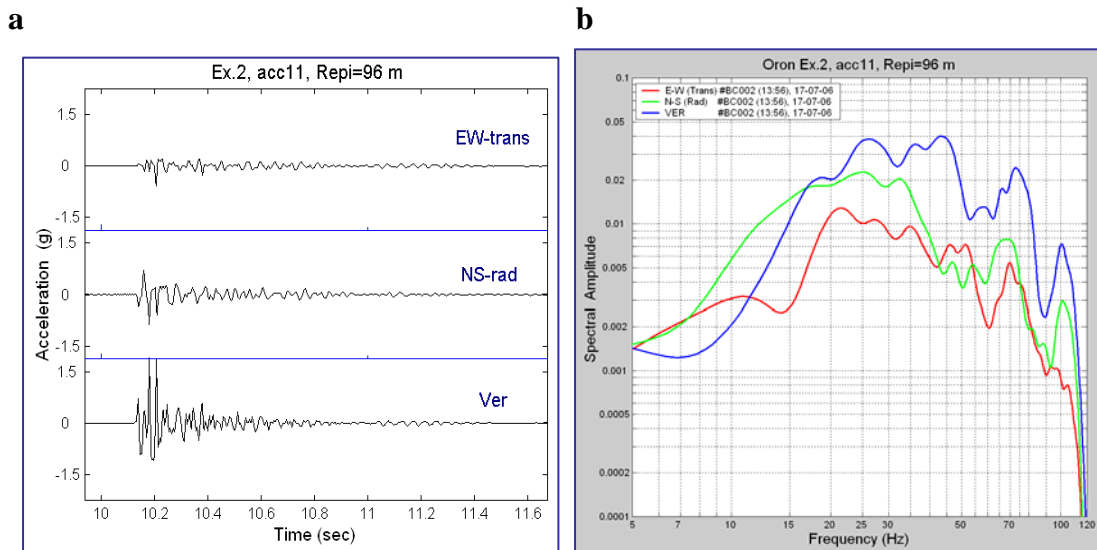 a
Ex.2, acc11, Repi=96 m
Acceleration (g)
1.5
0
-1.5
EW-trans
1.5
0
-1.5
NS-rad
1.5
0
-1.5
Ver
10 10.2 10.4 10.6 10.8 11 11.2 11.4 11.6
Time (sec)
b
Oron Ex.2, acc11, Repi=96 m
E-W (Trans) #BC002 (13:56), 17-07-06
N-S (Rad) #BC002 (13:56), 17-07-06
VER #BC002 (13:56), 17-07-06
Spectral Amplitude
0.1
0.05
0.02
0.01
0.005
0.002
0.001
0.0005
0.0002
0.0001
5 7 10 15 20 25 30 50 70 100 120
Frequency (Hz)